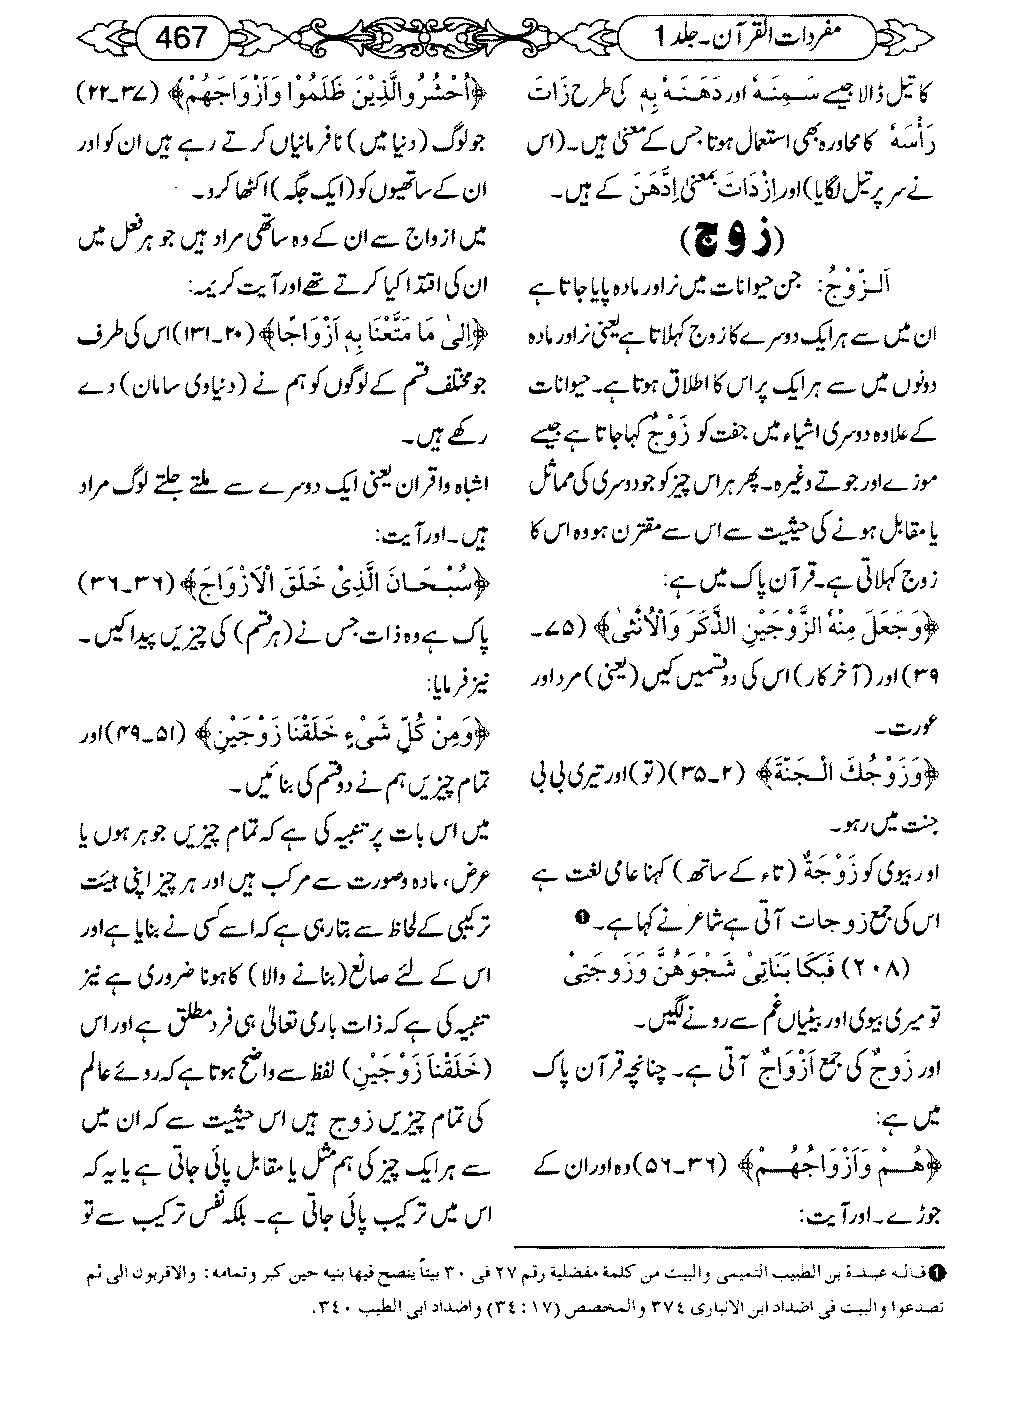 مفردات القرآن۔ جلد 1
467
کا تیل ڈالا جیسے سَمِنَهٗ اور دَهَنَهٗ بِهٖ کی طرح زَاتَ
رَأْسَهٗ کا محاورہ بھی استعمال ہوتا جس کے معنیٰ ہیں۔ (اس
نے سر پر تیل لگایا) اور اِزْدَاتَ بمعنیٰ اِدَّهَنَ کے ہیں۔
(زوج)
اَلزَّوْجُ: جن حیوانات میں نر اور مادہ پایا جاتا ہے
ان میں سے ہر ایک دوسرے کا زوج کہلاتا ہے یعنی نر اور مادہ
دونوں میں سے ہر ایک پر اس کا اطلاق ہوتا ہے۔ حیوانات
کے علاوہ دوسری اشیاء میں جفت کو زَوْجٌ کہا جاتا ہے جیسے
موزے اور جوتے وغیرہ۔ پھر ہر اس چیز کو جو دوسری کی مماثل
یا مقابل ہونے کی حیثیت سے اس سے مقترن ہو وہ اس کا
زوج کہلاتی ہے۔ قرآن پاک میں ہے:
﴿وَجَعَلَ مِنْهُ الزَّوْجَیْنِ الذَّكَرَ وَالْاُنْثٰی﴾ (۷۵۔
۳۹) اور (آخر کار) اس کی دو قسمیں کیں (یعنی) مرد اور
عورت۔
﴿وَزَوْجُكَ الْجَنَّةَ﴾ (۲۔۳۵) (تو) اور تیری بی بی
جنت میں رہو۔
اور بیوی کو زَوْجَةٌ (تاء کے ساتھ) کہنا عامی لغت ہے
اس کی جمع زوجات آتی ہے شاعر نے کہا ہے۔ ❶
(۲۰۸) فَبَكَا بَنَاتِیْ شَجْوَهُنَّ وَزَوْجَتِیْ
تو میری بیوی اور بیٹیاں غم سے رونے لگیں۔
اور زَوْجٌ کی جمع اَزْوَاجٌ آتی ہے۔ چنانچہ قرآن پاک
میں ہے:
﴿هُمْ وَاَزْوَاجُهُمْ﴾ (۳۶۔۵۶) وہ اور ان کے
جوڑے۔ اور آیت:
﴿اُحْشُرُوا الَّذِیْنَ ظَلَمُوْا وَاَزْوَاجَهُمْ﴾ (۳۷۔۲۲)
جو لوگ (دنیا میں) نافرمانیاں کرتے رہے ہیں ان کو اور
ان کے ساتھیوں کو (ایک جگہ) اکٹھا کرو۔
میں ازواج سے ان کے وہ ساتھی مراد ہیں جو ہر فعل میں
ان کی اقتدا کیا کرتے تھے اور آیت کریمہ:
﴿اِلٰی مَا مَتَّعْنَا بِهٖ اَزْوَاجًا﴾ (۲۰۔۱۳۱) اس کی طرف
جو مختلف قسم کے لوگوں کو ہم نے (دنیاوی سامان) دے
رکھے ہیں۔
اشباہ واقران یعنی ایک دوسرے سے ملتے جلتے لوگ مراد
ہیں۔ اور آیت:
﴿سُبْحَانَ الَّذِیْ خَلَقَ الْاَزْوَاجَ﴾ (۳۶۔۳۶)
پاک ہے وہ ذات جس نے (ہر قسم) کی چیزیں پیدا کیں۔
نیز فرمایا:
﴿وَمِنْ كُلِّ شَیْءٍ خَلَقْنَا زَوْجَیْنِ﴾ (۵۱۔۴۹) اور
تمام چیزیں ہم نے دو قسم کی بنائیں۔
میں اس بات پر تنبیہ کی ہے کہ تمام چیزیں جوہر ہوں یا
عرض، مادہ وصورت سے مرکب ہیں اور ہر چیز اپنی ہیئت
ترکیبی کے لحاظ سے بتا رہی ہے کہ اسے کسی نے بنایا ہے اور
اس کے لئے صانع (بنانے والا) کا ہونا ضروری ہے نیز
تنبیہ کی ہے کہ ذات باری تعالیٰ ہی فرد مطلق ہے اور اس
(خَلَقْنَا زَوْجَیْنِ) لفظ سے واضح ہوتا ہے کہ روئے عالم
کی تمام چیزیں زوج ہیں اس حیثیت سے کہ ان میں
سے ہر ایک چیز کی ہم مثل یا مقابل پائی جاتی ہے یا یہ کہ
اس میں ترکیب پائی جاتی ہے۔ بلکہ نفس ترکیب سے تو
❶ قاله عبدة بن الطبيب التميمى والبيت من كلمة مفضلية رقم ۲۷ فى ۳۰ بيتاً ينصح فيها بنيه حين كبر وتمامه: والاقربون الى ثم
تصدعوا والبيت فى اضداد ابن الانبارى ۳۷۴ والمخصص (۱۷: ۳٤) واضداد ابى الطيب ۳٤۰.